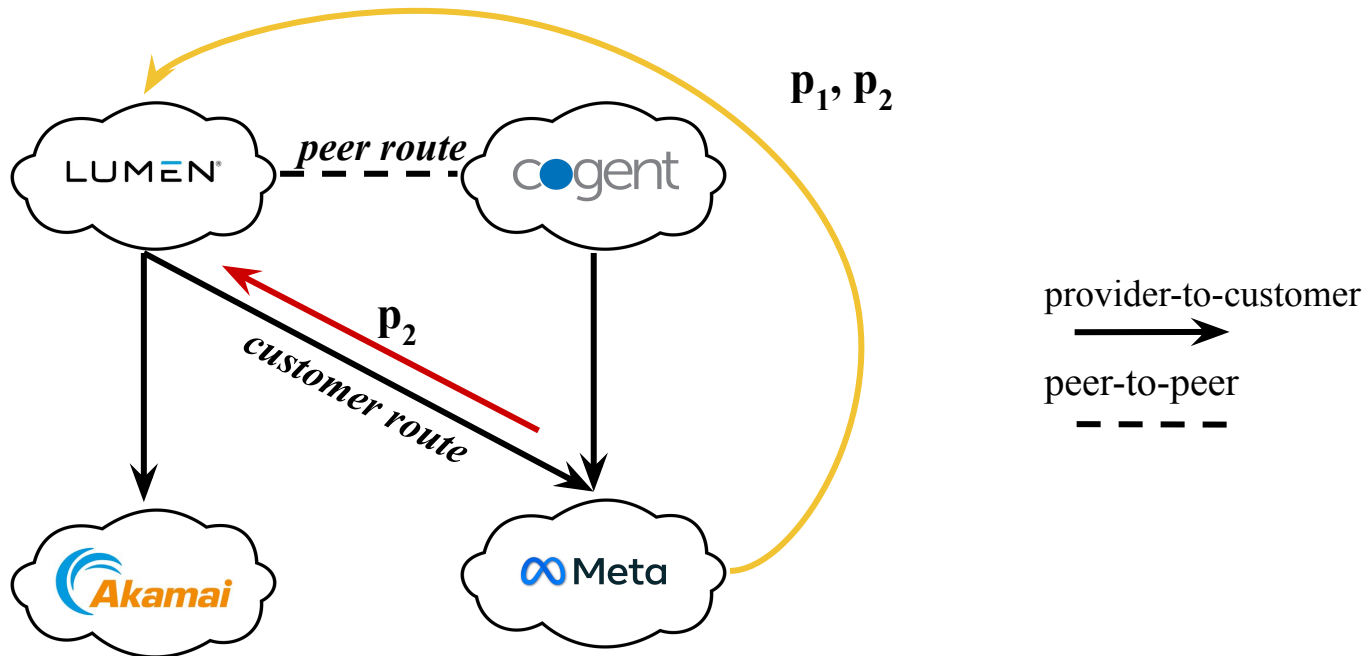 p1, p2
LUMEN®
peer route
cogent
p2
customer route
Akamai
Meta
provider-to-customer
peer-to-peer